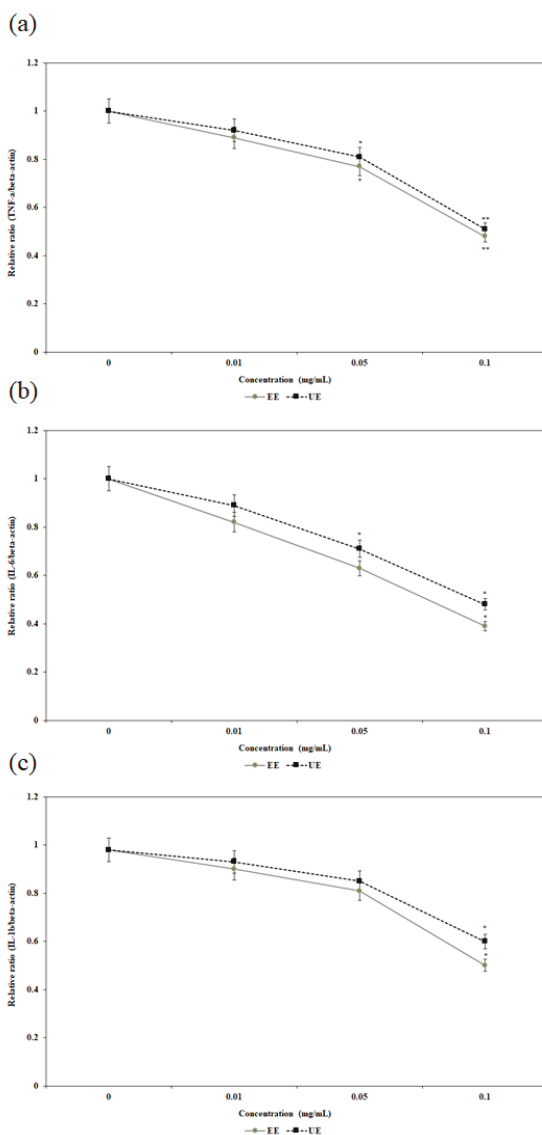 (a)
1.2
1
0.8
0.6
0.4
0.2
0
Relative ratio (TNF-a/beta-actin)
*
*
**
**
0 0.01 0.05 0.1
Concentration (mg/mL)
EE UE
(b)
1.2
1
0.8
0.6
0.4
0.2
0
Relative ratio (IL-6/beta-actin)
*
*
*
0 0.01 0.05 0.1
Concentration (mg/mL)
EE UE
(c)
1.2
1
0.8
0.6
0.4
0.2
0
Relative ratio (IL-1b/beta-actin)
*
*
0 0.01 0.05 0.1
Concentration (mg/mL)
EE UE